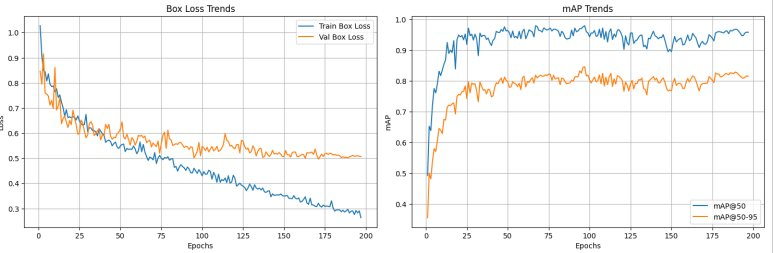 Box Loss Trends
1.0
0.9
0.8
0.7
0.6
0.5
0.4
0.3
Loss
Train Box Loss
Val Box Loss
0 25 50 75 100 125 150 175 200
Epochs
mAP Trends
1.0
0.9
0.8
0.7
0.6
0.5
0.4
mAP
mAP@50
mAP@50-95
0 25 50 75 100 125 150 175 200
Epochs